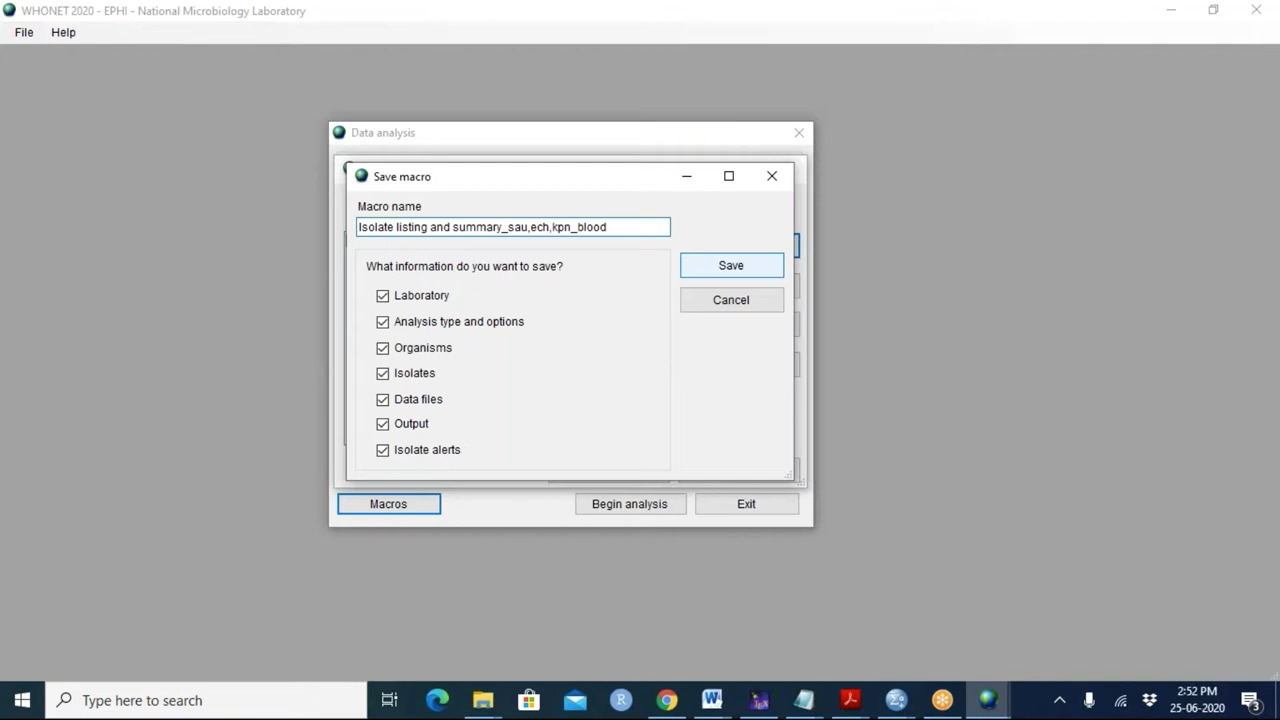 WHONET 2020 - EPHI - National Microbiology Laboratory
File Help
Data analysis
Save macro
Macro name
Isolate listing and summary_sau,ech,kpn_blood
What information do you want to save?
Save
Laboratory
Cancel
Analysis type and options
Organisms
Isolates
Data files
Output
Isolate alerts
Macros
Begin analysis
Exit
Type here to search
2:52 PM
25-06-2020
3